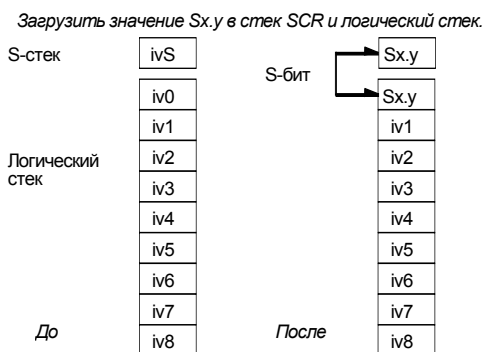 Загрузить значение Sx.y в стек SCR и логический стек.
S-стек ivS S-бит Sx.y
iv0 Sx.y
iv1 iv1
Логический стек iv2 iv2
iv3 iv3
iv4 iv4
iv5 iv5
iv6 iv6
iv7 iv7
До iv8 После iv8